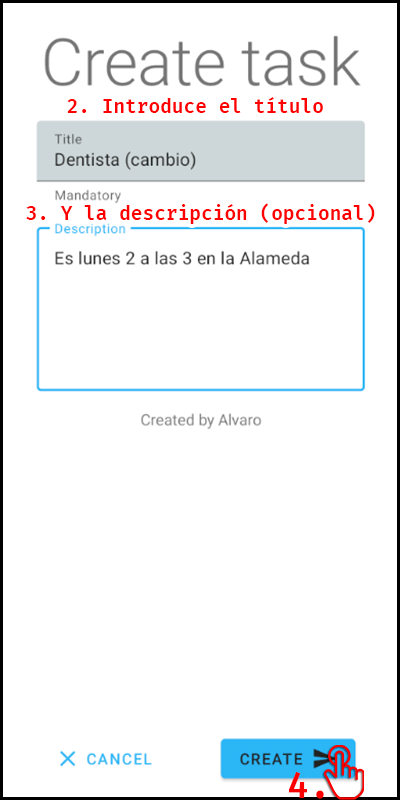 Create task
2. Introduce el título
Title
Dentista (cambio)
Mandatory
3. Y la descripción (opcional)
Description
Es lunes 2 a las 3 en la Alameda
Created by Alvaro
CANCEL
CREATE
4.